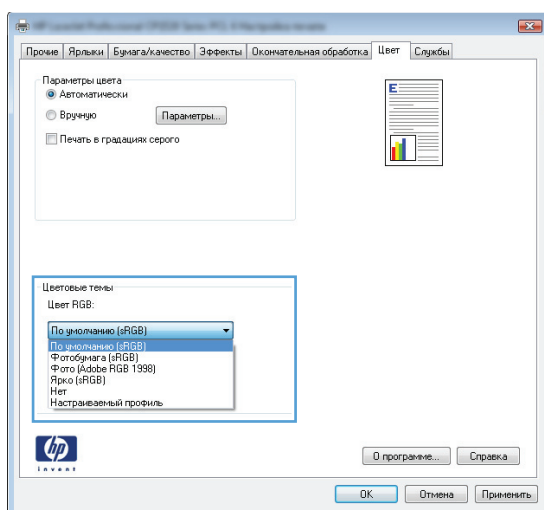 Прочие Ярлыки Бумага/качество Эффекты Окончательная обработка Цвет Службы
Параметры цвета
Автоматически
Вручную Параметры...
Печать в градациях серого
E
Цветовые темы
Цвет RGB:
По умолчанию (sRGB)
По умолчанию (sRGB)
Фотобумага (sRGB)
Фото (Adobe RGB 1998)
Ярко (sRGB)
Нет
Настраиваемый профиль
hp
invent
О программе... Справка
OK Отмена Применить